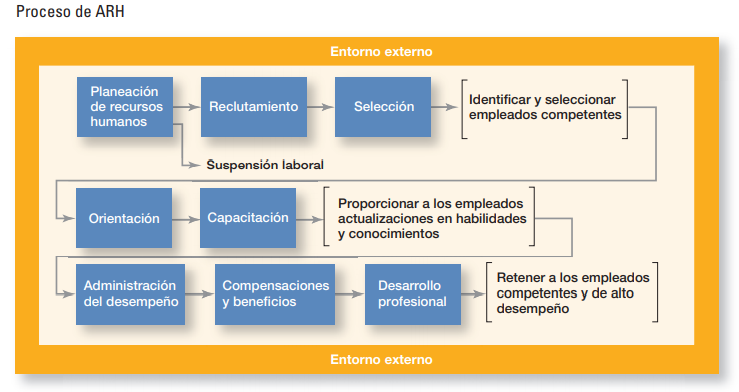 Proceso de ARH
Entorno externo
Planeación
de recursos
humanos
Reclutamiento
Selección
Identificar y seleccionar
empleados competentes
Suspensión laboral
Orientación
Capacitación
Proporcionar a los empleados
actualizaciones en habilidades
y conocimientos
Administración
del desempeño
Compensaciones
y beneficios
Desarrollo
profesional
Retener a los empleados
competentes y de alto
desempeño
Entorno externo